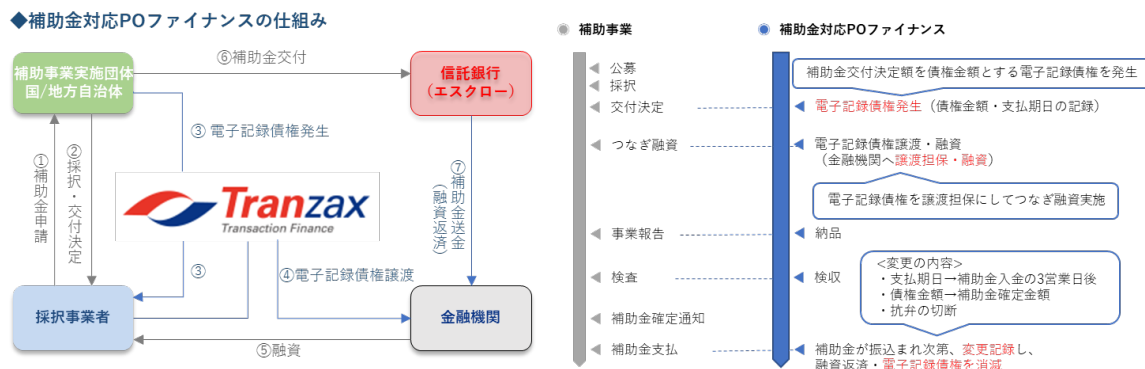 ◆補助金対応POファイナンスの仕組み
補助事業実施団体
国/地方自治体
⑥補助金交付
信託銀行
(エスクロー)
③ 電子記録債権発生
①補助金申請
②採択・交付決定
Tranzax
Transaction Finance
⑦補助金送金
(融資返済)
③
④電子記録債権譲渡
採択事業者
金融機関
⑤融資
補助事業
公募
採択
交付決定
つなぎ融資
事業報告
検査
補助金確定通知
補助金支払
補助金対応POファイナンス
補助金交付決定額を債権金額とする電子記録債権を発生
電子記録債権発生(債権金額・支払期日の記録)
電子記録債権譲渡・融資
(金融機関へ譲渡担保・融資)
電子記録債権を譲渡担保にしてつなぎ融資実施
納品
検収
<変更の内容>
・支払期日→補助金入金の3営業日後
・債権金額→補助金確定金額
・抗弁の切断
補助金が振込まれ次第、変更記録し、
融資返済・電子記録債権を消滅